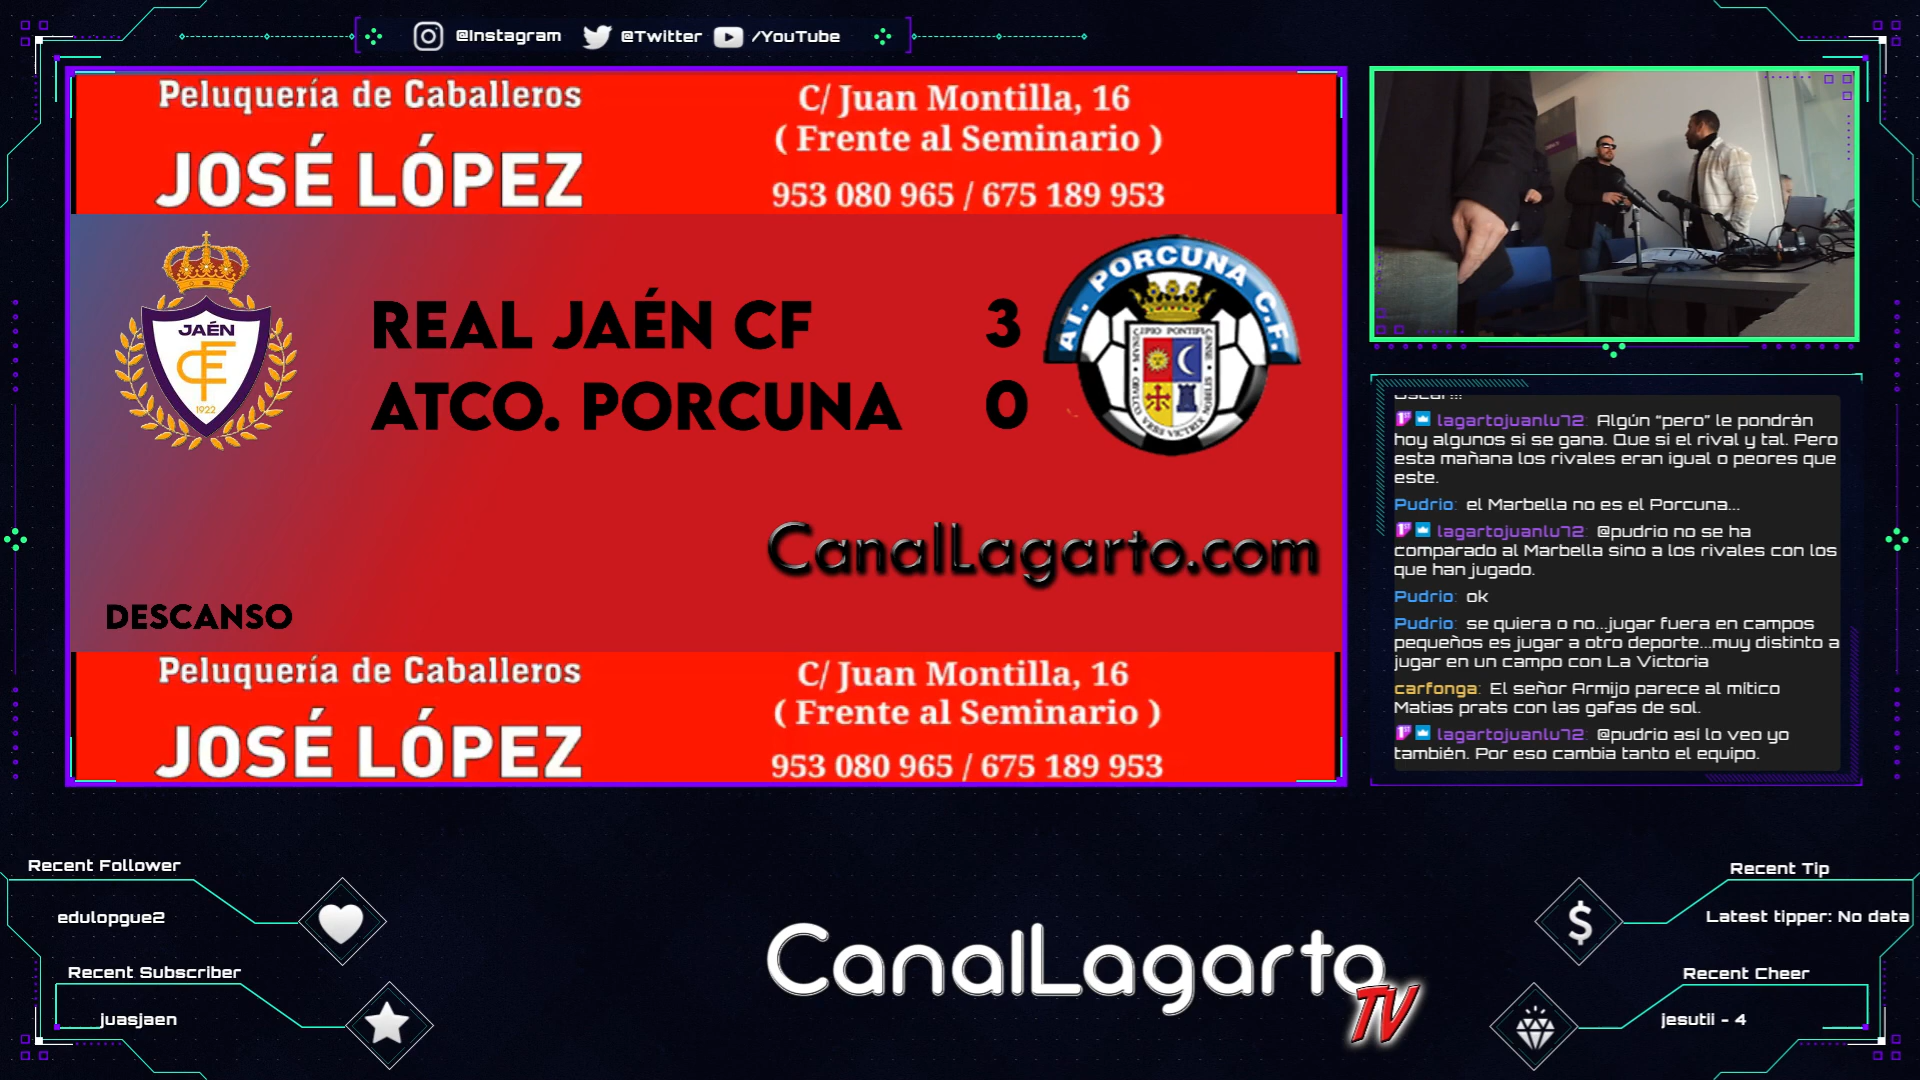 @Instagram
@Twitter
/YouTube
Peluquería de Caballeros
JOSÉ LÓPEZ
C/ Juan Montilla, 16
( Frente al Seminario )
953 080 965 / 675 189 953
JAÉN
CF
1922
REAL JAÉN CF 3
ATCO. PORCUNA 0
AT. PORCUNA C.F.
CanalLagarto.com
DESCANSO
Peluquería de Caballeros
JOSÉ LÓPEZ
C/ Juan Montilla, 16
( Frente al Seminario )
953 080 965 / 675 189 953
lagartojuanlu72: Algún “pero” le pondrán
hoy algunos si se gana. Que si el rival y tal. Pero
esta mañana los rivales eran igual o peores que
este.
Pudrio: el Marbella no es el Porcuna...
lagartojuanlu72: @pudrio no se ha
comparado al Marbella sino a los rivales con los
que han jugado.
Pudrio: ok
Pudrio: se quiera o no...jugar fuera en campos
pequeños es jugar a otro deporte...muy distinto a
jugar en un campo con La Victoria
carfonga: El señor Armijo parece al mítico
Matias prats con las gafas de sol.
lagartojuanlu72: @pudrio así lo veo yo
también. Por eso cambia tanto el equipo.
Recent Follower
edulopgue2
Recent Subscriber
juasjaen
CanalLagarto
TV
Recent Tip
Latest tipper: No data
Recent Cheer
jesutii - 4